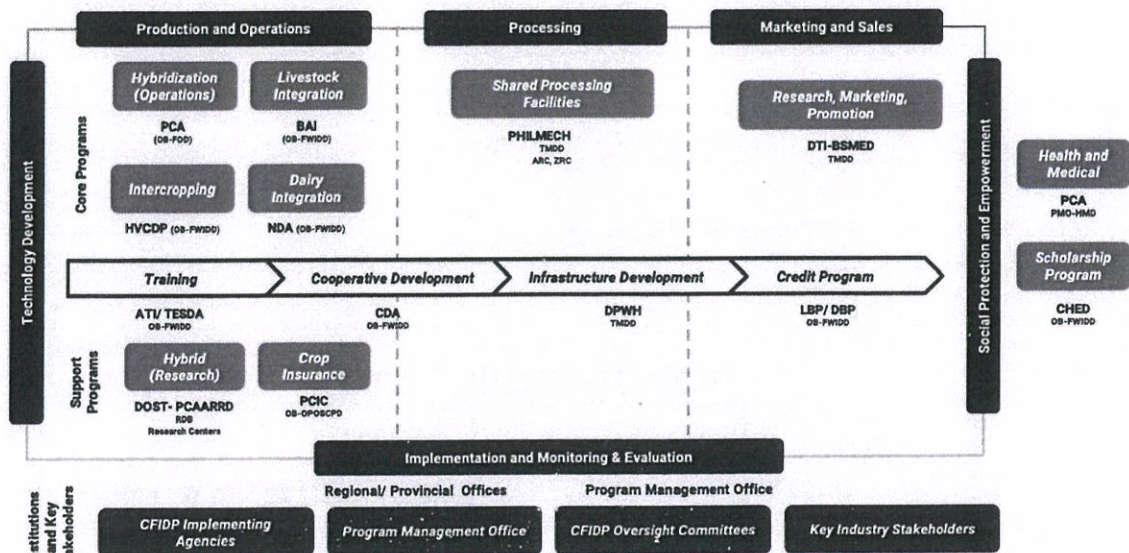 Production and Operations
Processing
Marketing and Sales
Technology Development
Core Programs
Hybridization
(Operations)
PCA
(OB-FOD)
Livestock
Integration
BAI
(OB-FWIDD)
Intercropping
HVCDP (OB-FWIDD)
Dairy
Integration
NDA (OB-FWIDD)
Shared Processing
Facilities
PHILMECH
TMDD
ARC, ZRC
Research, Marketing,
Promotion
DTI-BSMED
TMDD
Social Protection and Empowerment
Health and
Medical
PCA
PMO-HMD
Scholarship
Program
CHED
OB-FWIDD
Training
Cooperative Development
Infrastructure Development
Credit Program
ATI/ TESDA
OB-FWIDD
CDA
OB-FWIDD
DPWH
TMDD
LBP/ DBP
OB-FWIDD
Support
Programs
Hybrid
(Research)
DOST- PCAARRD
RDB
Research Centers
Crop
Insurance
PCIC
OB-OPOBCPD
Implementation and Monitoring & Evaluation
Regional/ Provincial Offices
Program Management Office
stitutions
and Key
akeholders
CFIDP Implementing
Agencies
Program Management Office
CFIDP Oversight Committees
Key Industry Stakeholders